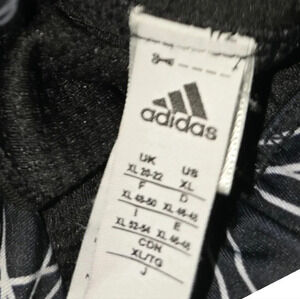 adidas
UK US
XL 20-22 XL
F D
XL 48-50 XL 46-48
I E
XL 52-54 XL 46-48
CDN
XL/TG
J